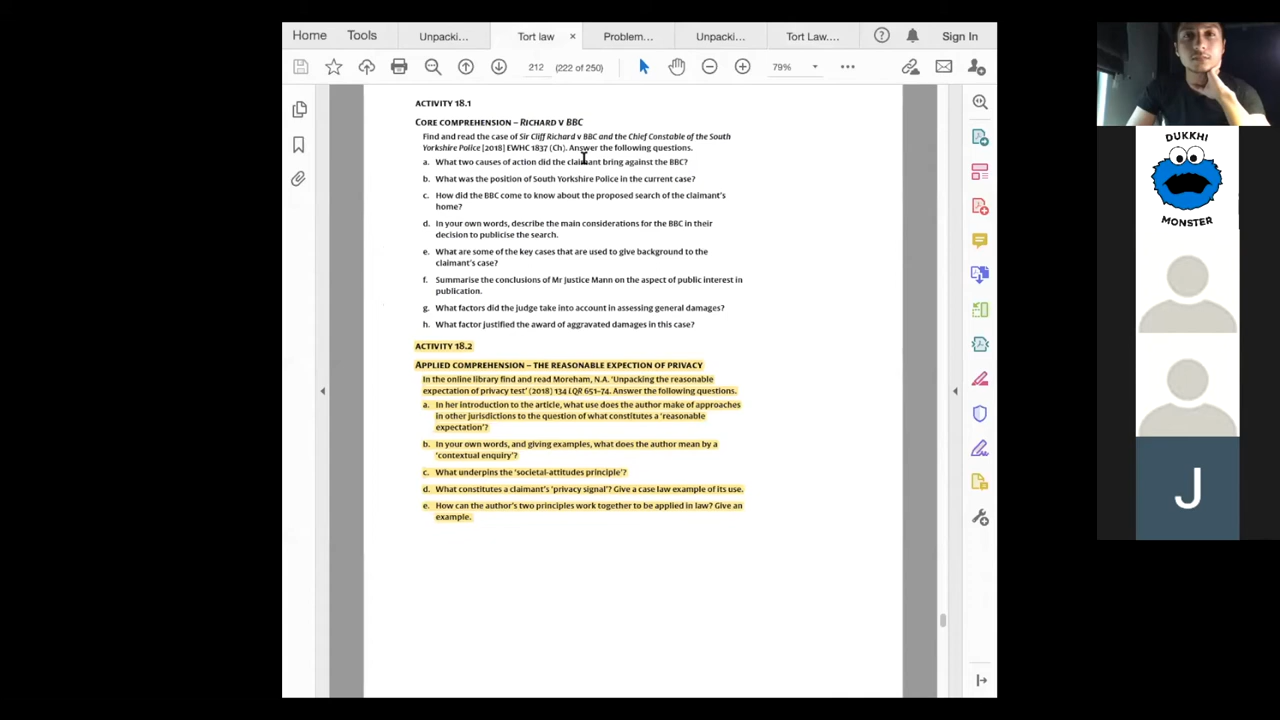 Home
Tools
Unpacki...
Tort law
×
Problem...
Unpacki...
Tort Law....
Sign In
212
(222 of 250)
79%
ACTIVITY 18.1
CORE COMPREHENSION – RICHARD V BBC
Find and read the case of Sir Cliff Richard v BBC and the Chief Constable of the South
Yorkshire Police [2018] EWHC 1837 (Ch). Answer the following questions.
a. What two causes of action did the claimant bring against the BBC?
b. What was the position of South Yorkshire Police in the current case?
c. How did the BBC come to know about the proposed search of the claimant's
home?
d. In your own words, describe the main considerations for the BBC in their
decision to publicise the search.
e. What are some of the key cases that are used to give background to the
claimant's case?
f. Summarise the conclusions of Mr Justice Mann on the aspect of public interest in
publication.
g. What factors did the judge take into account in assessing general damages?
h. What factor justified the award of aggravated damages in this case?
ACTIVITY 18.2
APPLIED COMPREHENSION – THE REASONABLE EXPECTION OF PRIVACY
In the online library find and read Moreham, N.A. 'Unpacking the reasonable
expectation of privacy test' (2018) 134 LQR 651–74. Answer the following questions.
a. In her introduction to the article, what use does the author make of approaches
in other jurisdictions to the question of what constitutes a 'reasonable
expectation'?
b. In your own words, and giving examples, what does the author mean by a
'contextual enquiry'?
c. What underpins the 'societal-attitudes principle'?
d. What constitutes a claimant's 'privacy signal'? Give a case law example of its use.
e. How can the author's two principles work together to be applied in law? Give an
example.
DUKKHI
MONSTER
J